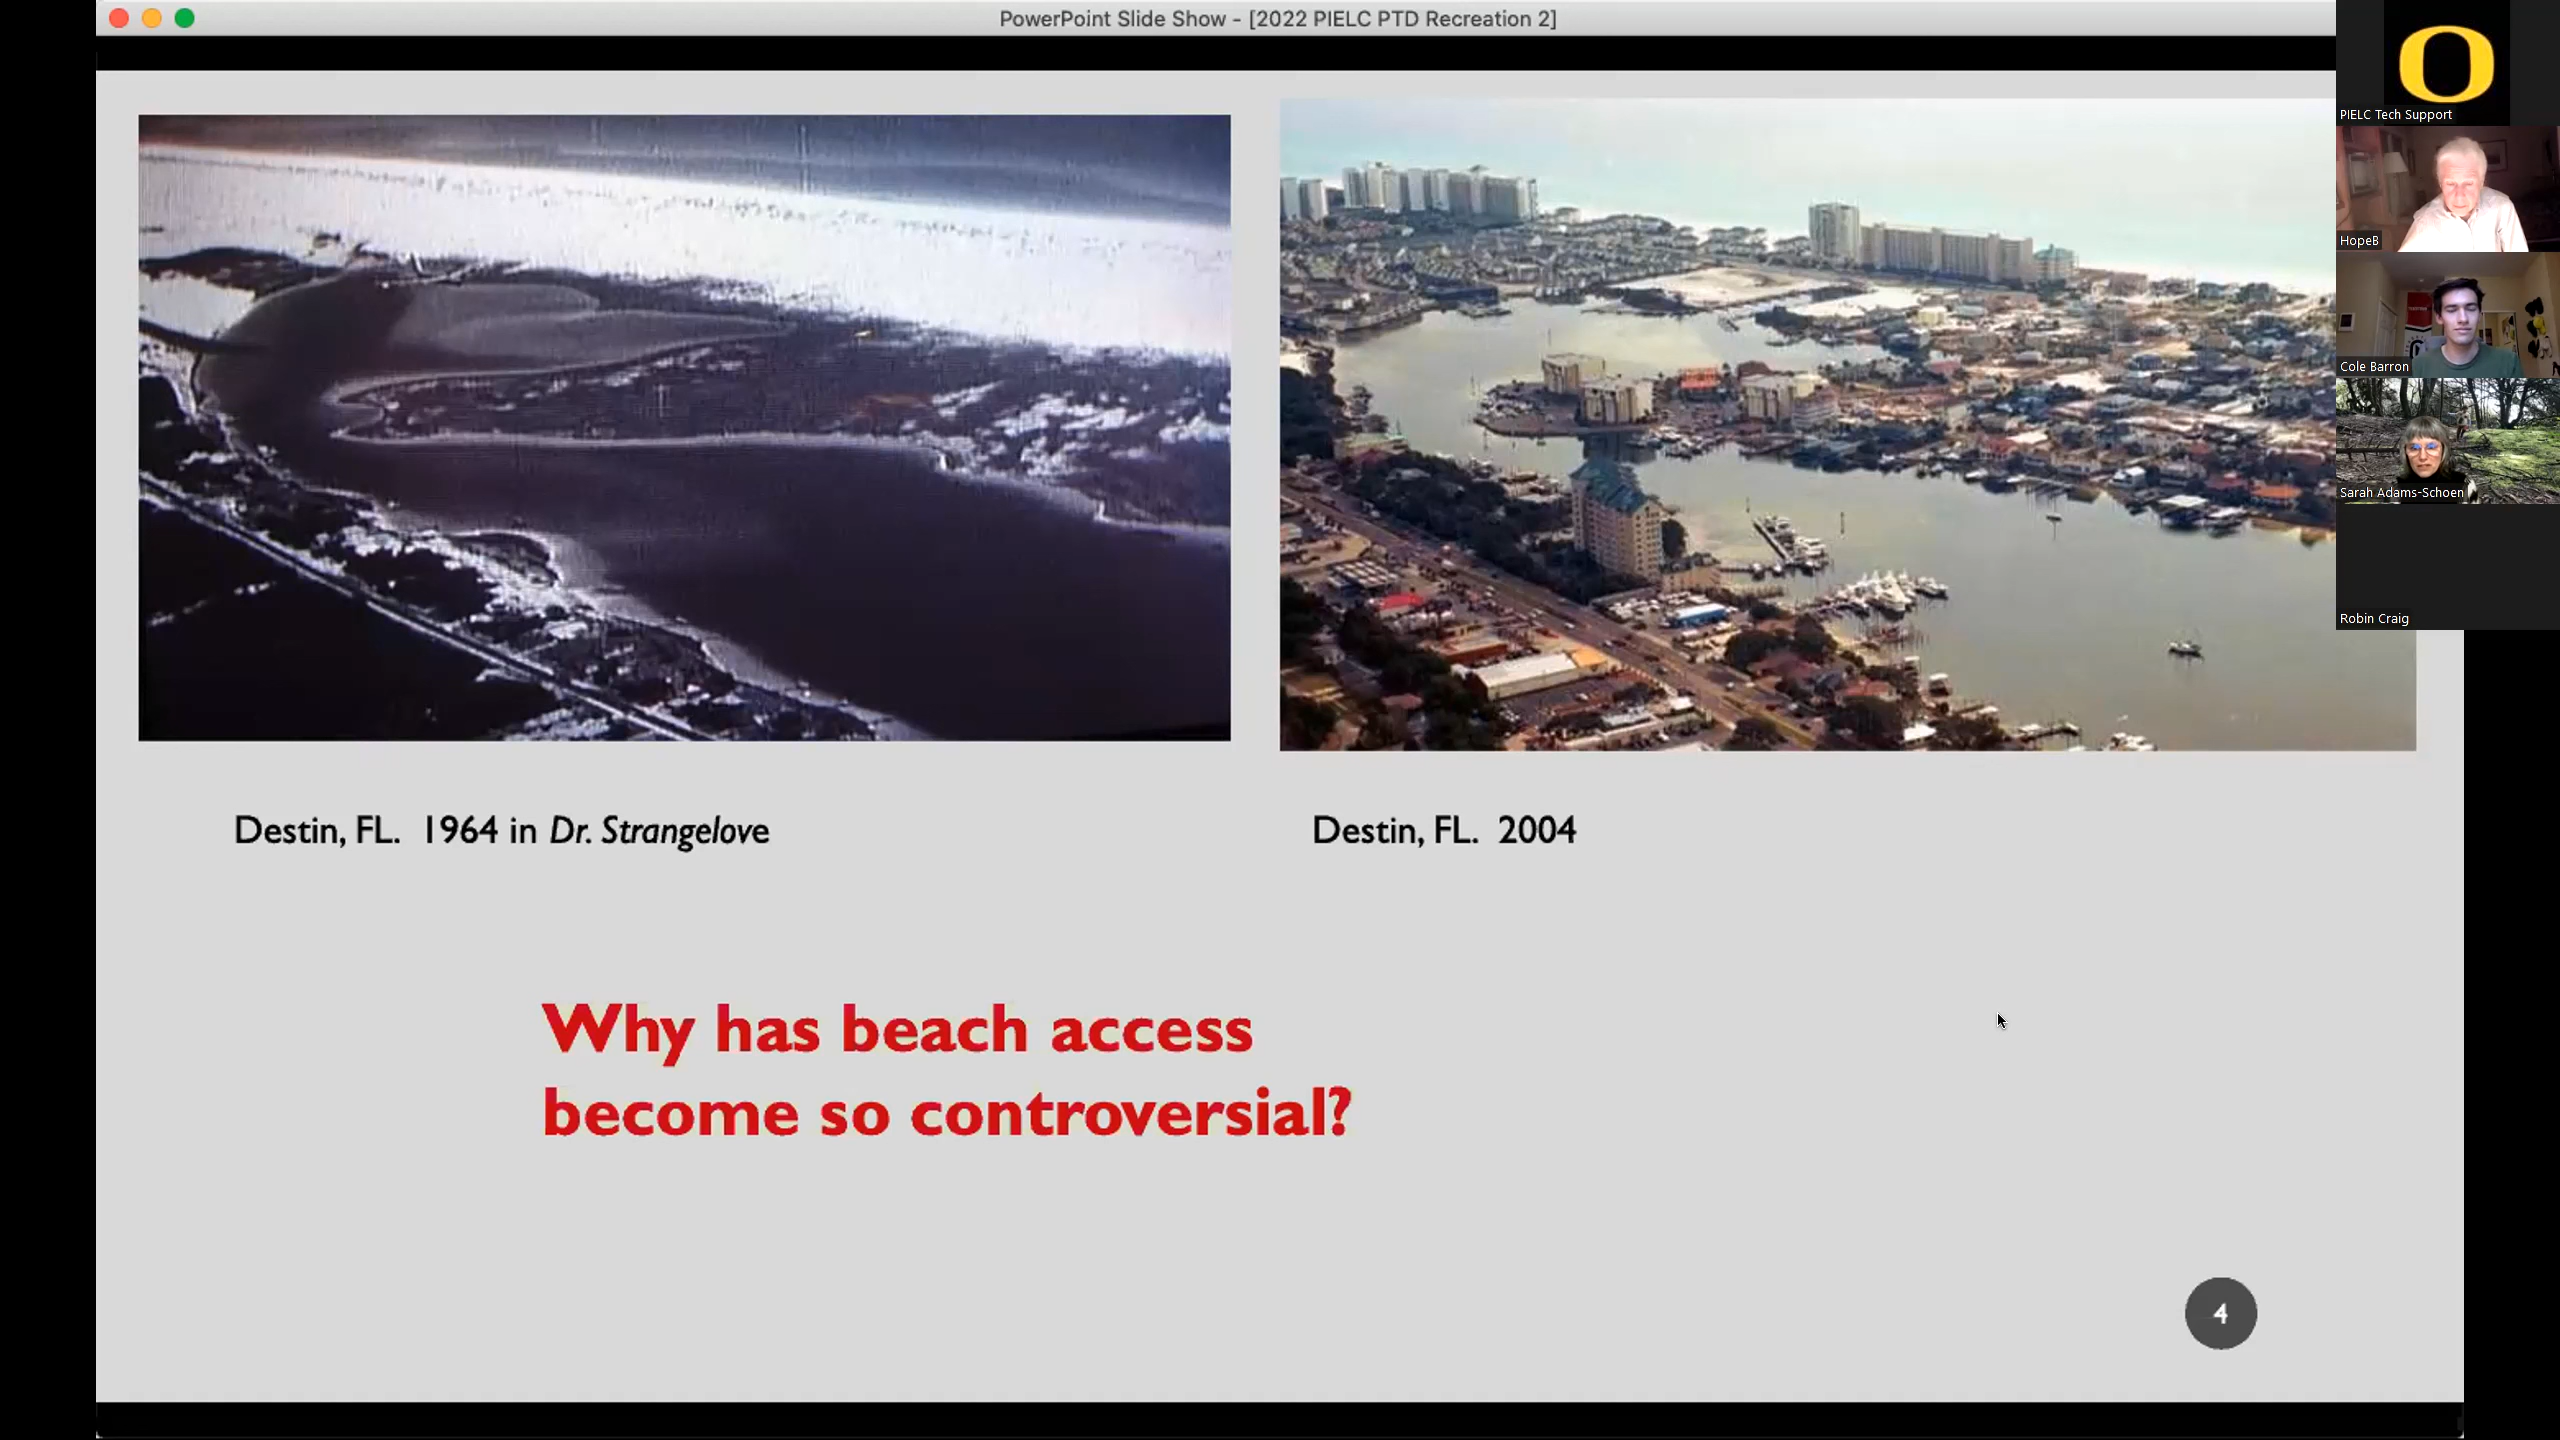 PowerPoint Slide Show - [2022 PIELC PTD Recreation 2]
O
PIELC Tech Support
HopeB
Cole Barron
Sarah Adams-Schoen
Robin Craig
Destin, FL. 1964 in Dr. Strangelove
Destin, FL. 2004
Why has beach access
become so controversial?
4